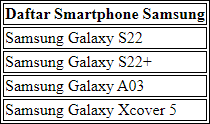 Daftar Smartphone Samsung
Samsung Galaxy S22
Samsung Galaxy S22+
Samsung Galaxy A03
Samsung Galaxy Xcover 5